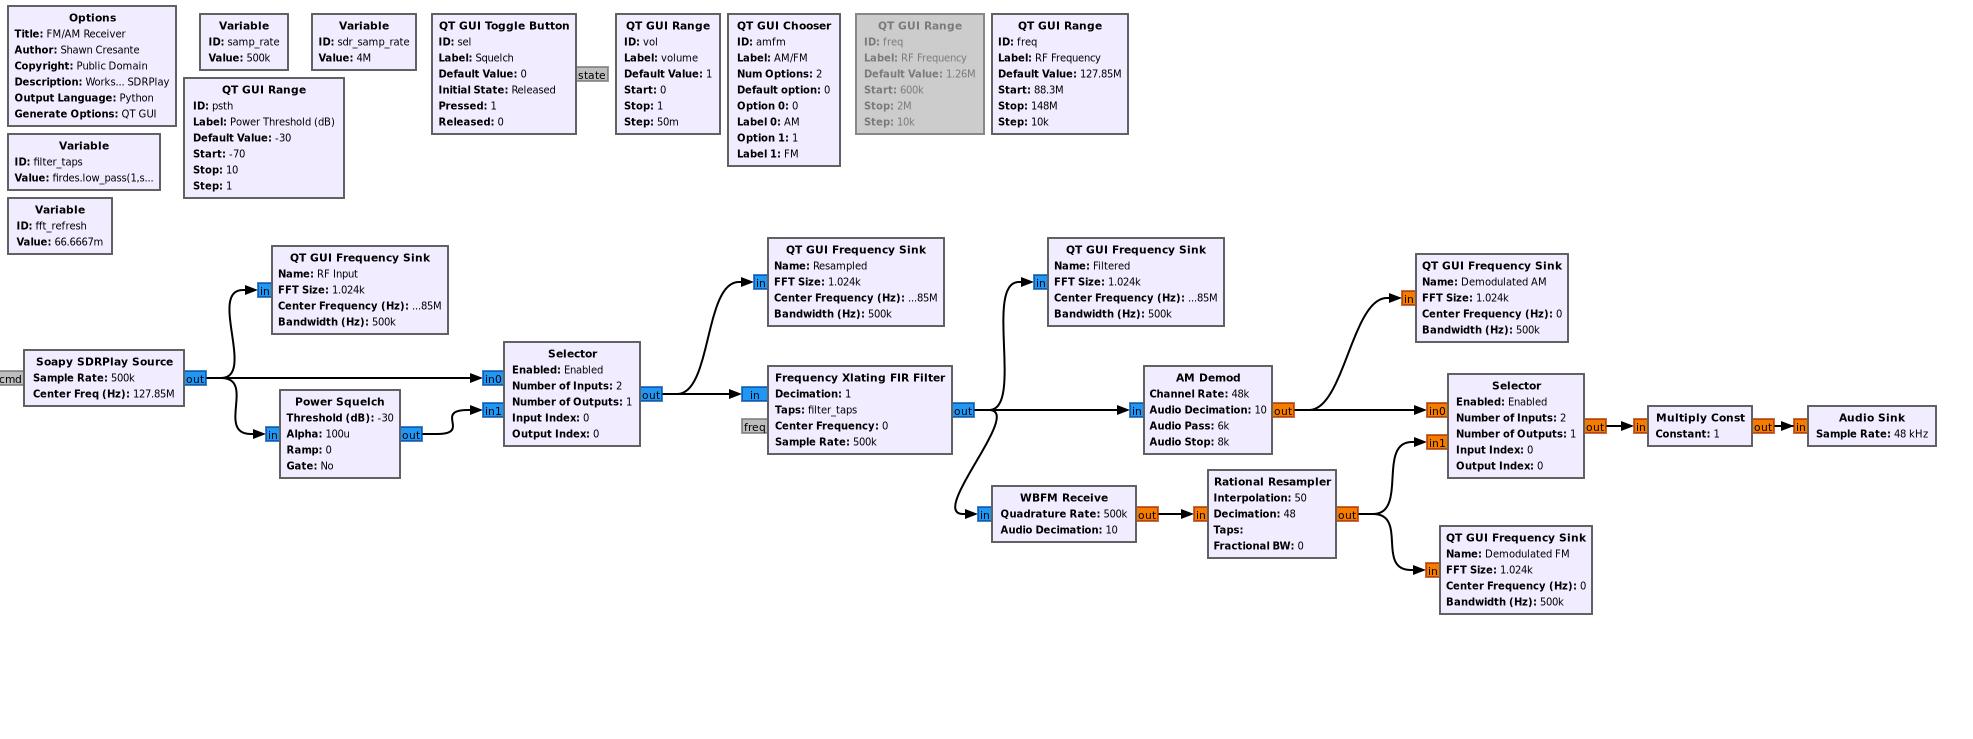 Options
Title: FM/AM Receiver
Author: Shawn Cresante
Copyright: Public Domain
Description: Works... SDRPlay
Output Language: Python
Generate Options: QT GUI
Variable
ID: samp_rate
Value: 500k
Variable
ID: sdr_samp_rate
Value: 4M
QT GUI Toggle Button
ID: sel
Label: Squelch
Default Value: 0
Initial State: Released
Pressed: 1
Released: 0
state
QT GUI Range
ID: vol
Label: volume
Default Value: 1
Start: 0
Stop: 1
Step: 50m
QT GUI Chooser
ID: amfm
Label: AM/FM
Num Options: 2
Default option: 0
Option 0: 0
Label 0: AM
Option 1: 1
Label 1: FM
QT GUI Range
ID: freq
Label: RF Frequency
Default Value: 1.26M
Start: 600k
Stop: 2M
Step: 10k
QT GUI Range
ID: freq
Label: RF Frequency
Default Value: 127.85M
Start: 88.3M
Stop: 148M
Step: 10k
QT GUI Range
ID: psth
Label: Power Threshold (dB)
Default Value: -30
Start: -70
Stop: 10
Step: 1
Variable
ID: filter_taps
Value: firdes.low_pass(1,s...
Variable
ID: fft_refresh
Value: 66.6667m
QT GUI Frequency Sink
Name: RF Input
FFT Size: 1.024k
Center Frequency (Hz): ...85M
Bandwidth (Hz): 500k
in
QT GUI Frequency Sink
Name: Resampled
FFT Size: 1.024k
Center Frequency (Hz): ...85M
Bandwidth (Hz): 500k
in
QT GUI Frequency Sink
Name: Filtered
FFT Size: 1.024k
Center Frequency (Hz): ...85M
Bandwidth (Hz): 500k
in
QT GUI Frequency Sink
Name: Demodulated AM
FFT Size: 1.024k
Center Frequency (Hz): 0
Bandwidth (Hz): 500k
in
cmd
Soapy SDRPlay Source
Sample Rate: 500k
Center Freq (Hz): 127.85M
out
in
Power Squelch
Threshold (dB): -30
Alpha: 100u
Ramp: 0
Gate: No
out
in0
in1
Selector
Enabled: Enabled
Number of Inputs: 2
Number of Outputs: 1
Input Index: 0
Output Index: 0
out
in
freq
Frequency Xlating FIR Filter
Decimation: 1
Taps: filter_taps
Center Frequency: 0
Sample Rate: 500k
out
in
AM Demod
Channel Rate: 48k
Audio Decimation: 10
Audio Pass: 6k
Audio Stop: 8k
out
in0
in1
Selector
Enabled: Enabled
Number of Inputs: 2
Number of Outputs: 1
Input Index: 0
Output Index: 0
out
in
Multiply Const
Constant: 1
out
in
Audio Sink
Sample Rate: 48 kHz
in
WBFM Receive
Quadrature Rate: 500k
Audio Decimation: 10
out
in
Rational Resampler
Interpolation: 50
Decimation: 48
Taps:
Fractional BW: 0
out
in
QT GUI Frequency Sink
Name: Demodulated FM
FFT Size: 1.024k
Center Frequency (Hz): 0
Bandwidth (Hz): 500k